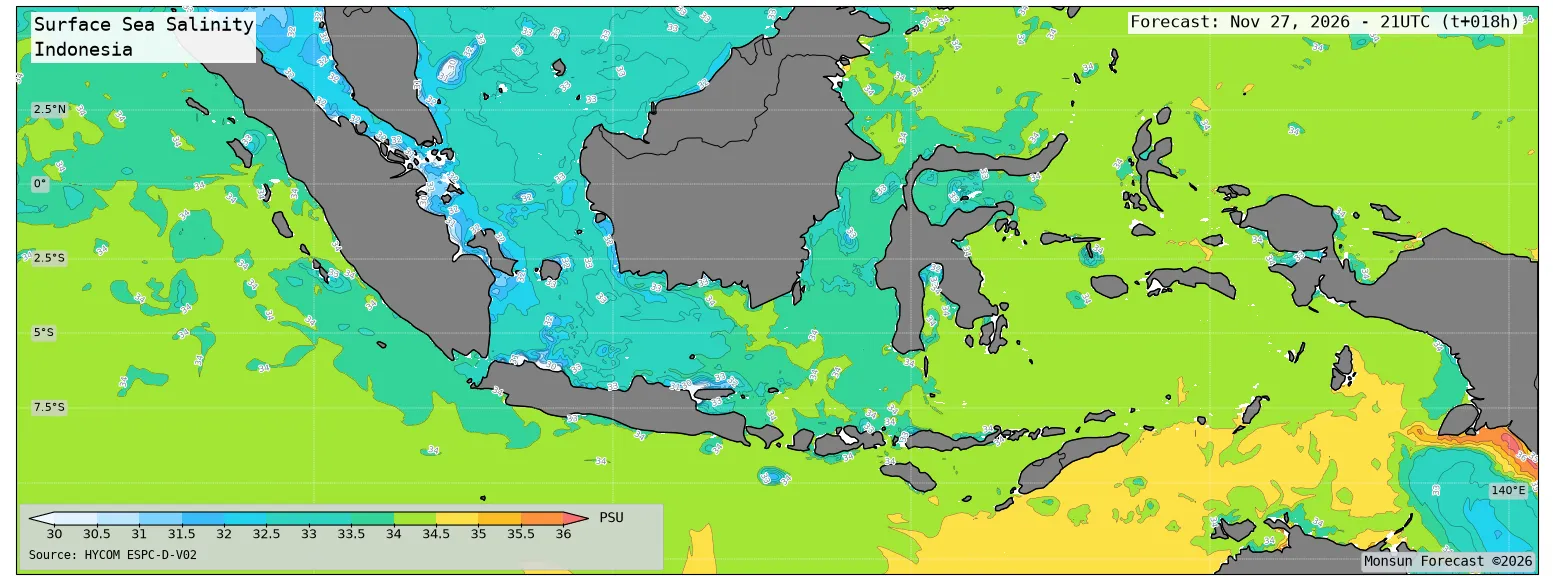 Surface Sea Salinity
Indonesia
Forecast: Nov 27, 2026 - 21UTC (t+018h)
2.5°N
0°
2.5°S
5°S
7.5°S
140°E
30 30.5 31 31.5 32 32.5 33 33.5 34 34.5 35 35.5 36 PSU
Source: HYCOM ESPC-D-V02
Monsun Forecast ©2026